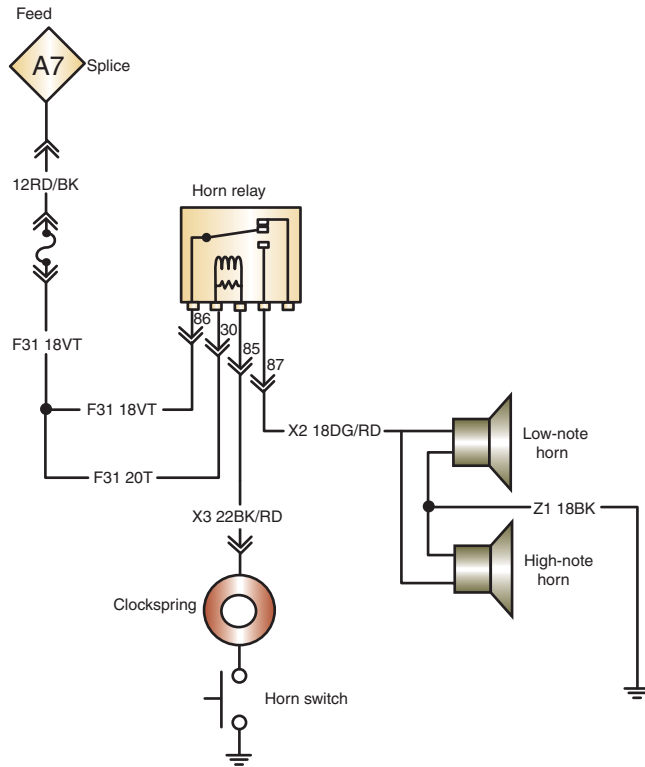 Feed
A7
Splice
12RD/BK
Horn relay
86
30
85
87
F31 18VT
F31 18VT
X2 18DG/RD
Low-note
horn
F31 20T
X3 22BK/RD
Z1 18BK
High-note
horn
Clockspring
Horn switch